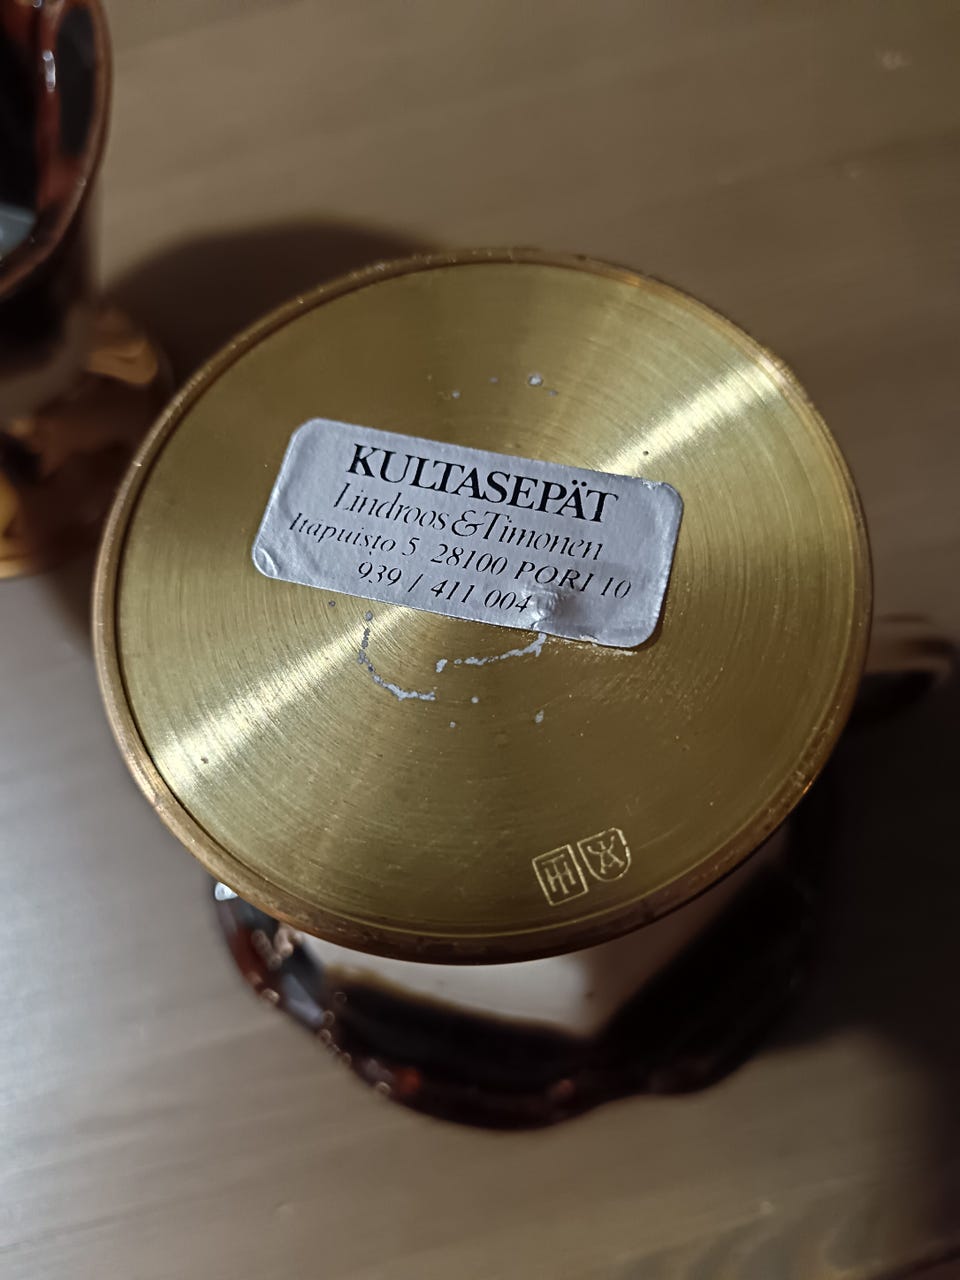 KULTASEPÄT
Lindroos & Timonen
Itapuisto 5 28100 PORI 10
939 / 411 004